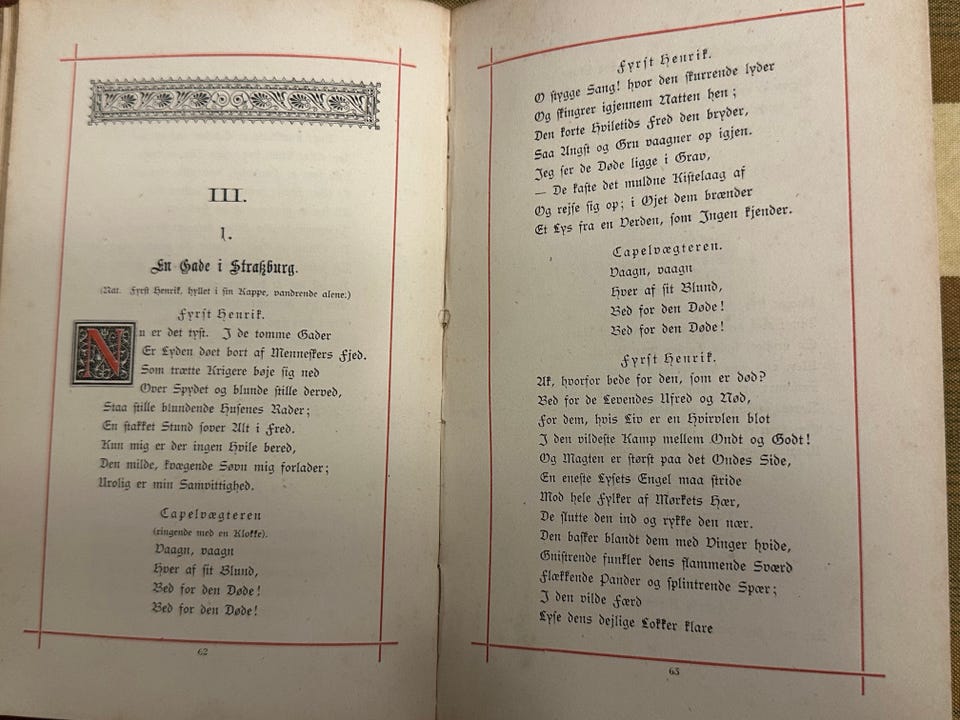 III.
1.
En Gade i Straßburg.
(Nat. Fyrst Henrik, hyllet i sin Kappe, vandrende alene:)
Fyrst Henrik.
Nu er det tyst. I de tomme Gader
Er Lyden døet bort af Menneskers Fjed.
Som trætte Krigere bøje sig ned
Over Spydet og blunde stille derved,
Staa stille blundende Husenes Rader;
En stakket Stund sover Alt i Fred.
Kun mig er der ingen Hvile bered,
Den milde, kvægende Søvn mig forlader;
Urolig er min Samvittighed.
Capelvægteren
(ringende med en Klokke).
Vaagn, vaagn
Hver af sit Blund,
Bed for den Døde!
Bed for den Døde!
62
Fyrst Henrik.
O stygge Sang! hvor den skurrende lyder
Og skingrer igjennem Natten hen;
Den korte Hviletids Fred den bryder,
Saa Angst og Gru vaagner op igjen.
Jeg ser de Døde ligge i Grav,
— De kaste det muldne Kistelaag af
Og rejse sig op; i Øjet dem brænder
Et Lys fra en Verden, som Ingen kjender.
Capelvægteren.
Vaagn, vaagn
Hver af sit Blund,
Bed for den Døde!
Bed for den Døde!
Fyrst Henrik.
Ak, hvorfor bede for den, som er død?
Bed for de Levendes Ufred og Nød,
For dem, hvis Liv er en Hvirvlen blot
I den vildeste Kamp mellem Ondt og Godt!
Og Magten er størst paa det Ondes Side,
En eneste Lysets Engel maa stride
Mod hele Fylker af Mørkets Hær,
De slutte den ind og rykke den nær.
Den basker blandt dem med Vinger hvide,
Gnistrende funkler dens flammende Sværd
Flækkende Pander og splintrende Spær;
I den vilde Færd
Lyse dens dejlige Lokker klare
63